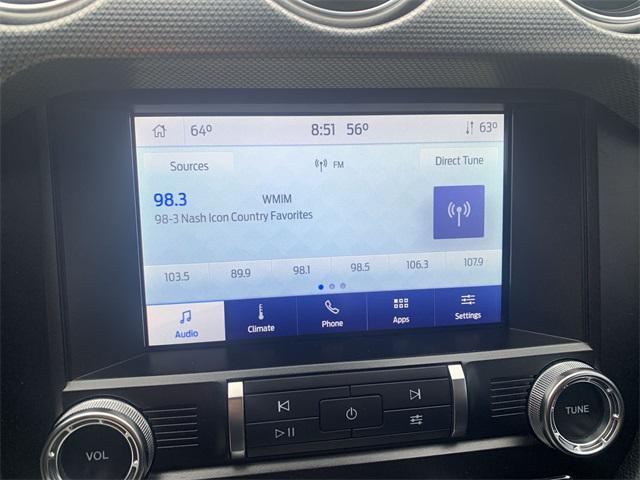 64° 8:51 56° 63°
Sources FM Direct Tune
98.3 WMIM
98-3 Nash Icon Country Favorites
103.5 89.9 98.1 98.5 106.3 107.9
Audio Climate Phone Apps Settings
VOL TUNE